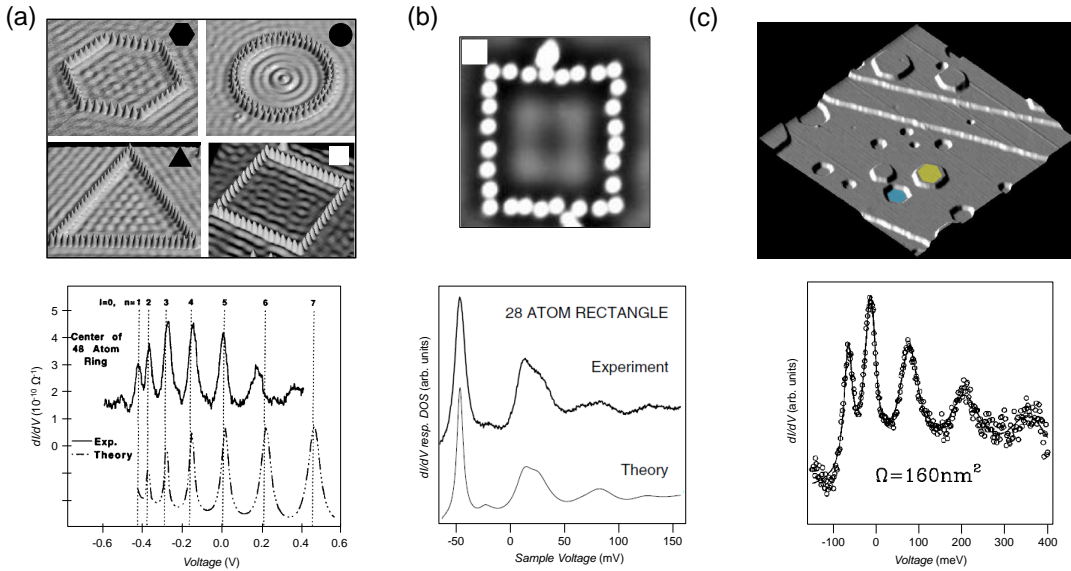 (a)
(b)
(c)
l=0, n= 1 2 3 4 5 6 7
Center of
48 Atom
Ring
Exp.
Theory
dI/dV (10⁻¹⁰ Ω⁻¹)
5
4
3
2
1
0
-0.6 -0.4 -0.2 0.0 0.2 0.4 0.6
Voltage (V)
28 ATOM RECTANGLE
Experiment
Theory
dI/dV resp. DOS (arb. units)
-50 0 50 100 150
Sample Voltage (mV)
dI/dV (arb. units)
Ω=160nm²
-100 0 100 200 300 400
Voltage (meV)